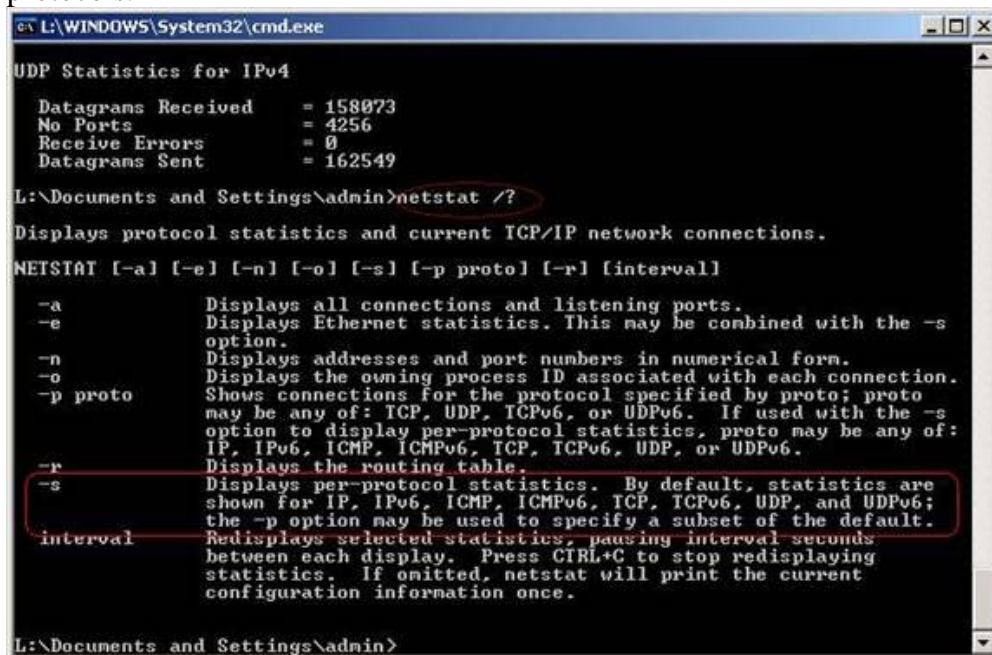 L:\WINDOWS\System32\cmd.exe
UDP Statistics for IPv4
Datagrams Received = 158073
No Ports = 4256
Receive Errors = 0
Datagrams Sent = 162549
L:\Documents and Settings\admin>netstat /?
Displays protocol statistics and current TCP/IP network connections.
NETSTAT [-a] [-e] [-n] [-o] [-s] [-p proto] [-r] [interval]
-a Displays all connections and listening ports.
-e Displays Ethernet statistics. This may be combined with the -s
option.
-n Displays addresses and port numbers in numerical form.
-o Displays the owning process ID associated with each connection.
-p proto Shows connections for the protocol specified by proto; proto
may be any of: TCP, UDP, TCPv6, or UDPv6. If used with the -s
option to display per-protocol statistics, proto may be any of:
IP, IPv6, ICMP, ICMPv6, TCP, TCPv6, UDP, or UDPv6.
-r Displays the routing table.
-s Displays per-protocol statistics. By default, statistics are
shown for IP, IPv6, ICMP, ICMPv6, TCP, TCPv6, UDP, and UDPv6;
the -p option may be used to specify a subset of the default.
interval Redisplays selected statistics, pausing interval seconds
between each display. Press CTRL+C to stop redisplaying
statistics. If omitted, netstat will print the current
configuration information once.
L:\Documents and Settings\admin>